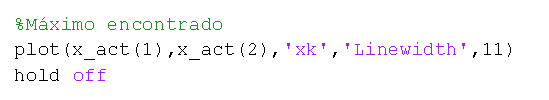 %Máximo encontrado
plot(x_act(1),x_act(2),'xk','Linewidth',11)
hold off